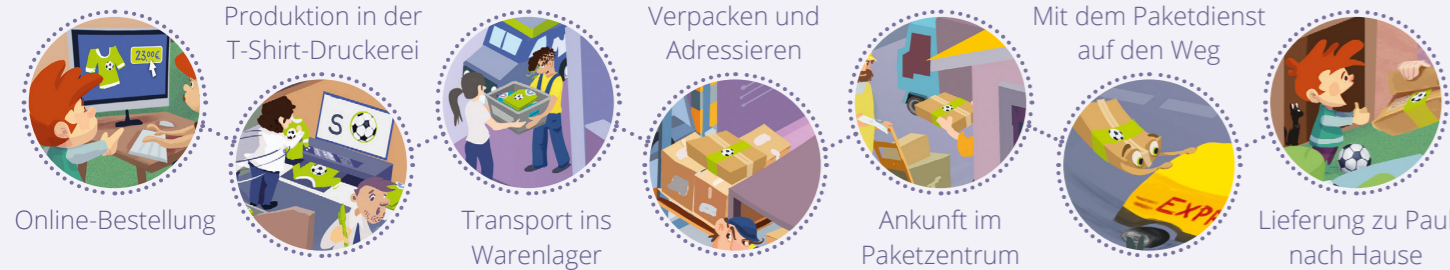 Online-Bestellung
23,00€
Produktion in der
T-Shirt-Druckerei
S
Transport ins
Warenlager
Verpacken und
Adressieren
Ankunft im
Paketzentrum
Mit dem Paketdienst
auf den Weg
EXPR
Lieferung zu Pau
nach Hause